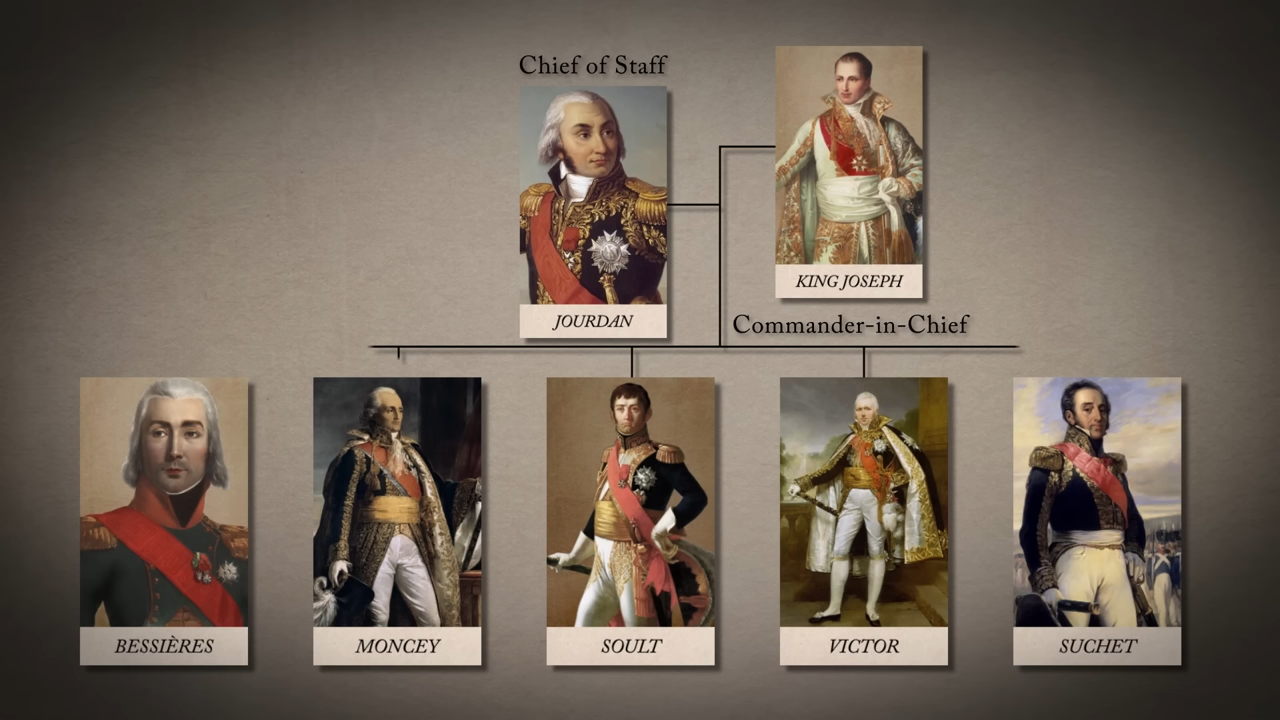 Chief of Staff
JOURDAN
KING JOSEPH
Commander-in-Chief
BESSIÈRES
MONCEY
SOULT
VICTOR
SUCHET